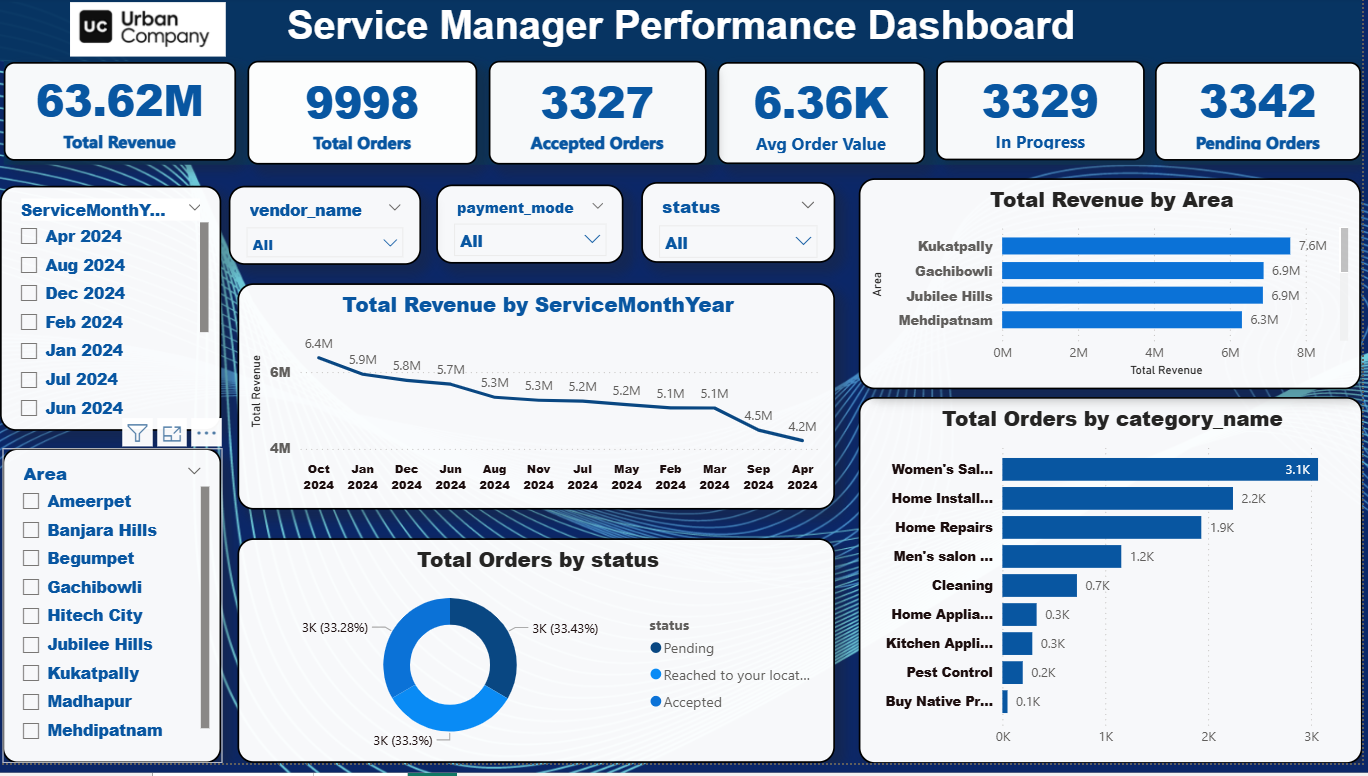 UC Urban
Company
Service Manager Performance Dashboard
63.62M
Total Revenue
9998
Total Orders
3327
Accepted Orders
6.36K
Avg Order Value
3329
In Progress
3342
Pending Orders
ServiceMonthY...
Apr 2024
Aug 2024
Dec 2024
Feb 2024
Jan 2024
Jul 2024
Jun 2024
vendor_name
All
payment_mode
All
status
All
Total Revenue by Area
Area
Kukatpally 7.6M
Gachibowli 6.9M
Jubilee Hills 6.9M
Mehdipatnam 6.3M
0M 2M 4M 6M 8M
Total Revenue
Total Revenue by ServiceMonthYear
Total Revenue
6M
4M
6.4M 5.9M 5.8M 5.7M 5.3M 5.3M 5.2M 5.2M 5.1M 5.1M 4.5M 4.2M
Oct Jan Dec Jun Aug Nov Jul May Feb Mar Sep Apr
2024 2024 2024 2024 2024 2024 2024 2024 2024 2024 2024 2024
Area
Ameerpet
Banjara Hills
Begumpet
Gachibowli
Hitech City
Jubilee Hills
Kukatpally
Madhapur
Mehdipatnam
Total Orders by status
3K (33.28%)
3K (33.43%)
3K (33.3%)
status
Pending
Reached to your locat...
Accepted
Total Orders by category_name
Women's Sal... 3.1K
Home Install... 2.2K
Home Repairs 1.9K
Men's salon ... 1.2K
Cleaning 0.7K
Home Applia... 0.3K
Kitchen Appli... 0.3K
Pest Control 0.2K
Buy Native Pr... 0.1K
0K 1K 2K 3K